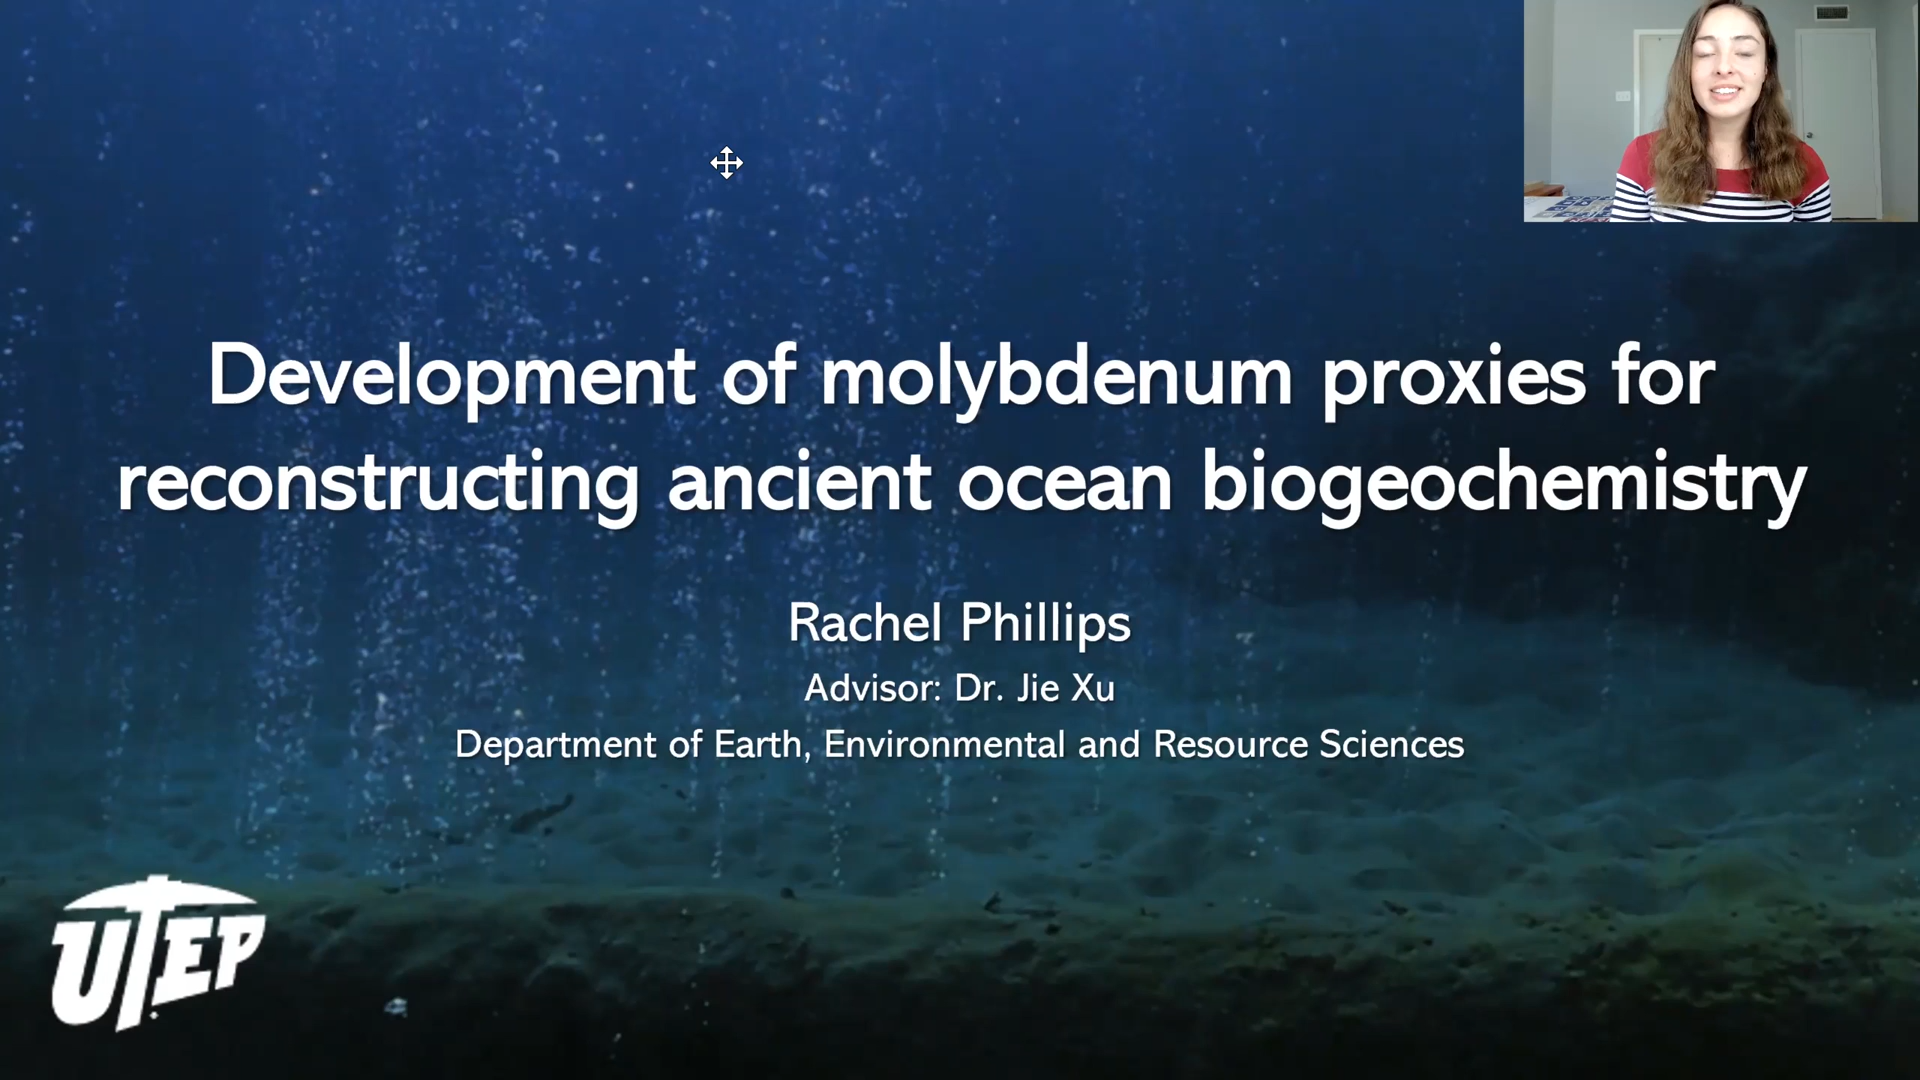 Development of molybdenum proxies for
reconstructing ancient ocean biogeochemistry
Rachel Phillips
Advisor: Dr. Jie Xu
Department of Earth, Environmental and Resource Sciences
UTEP